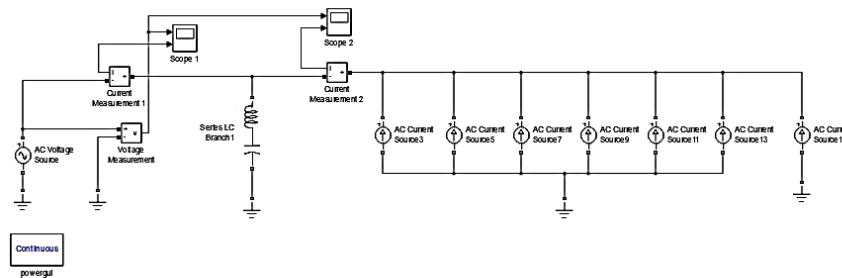 Scope 2
Scope 1
Current
Measurement 1
Current
Measurement 2
Series LC
Branch1
v
Voltage
Measurement
AC Voltage
Source
AC Current
Source3
AC Current
Source5
AC Current
Source7
AC Current
Source9
AC Current
Source11
AC Current
Source13
AC Curr
Source1
Continuous
powergui